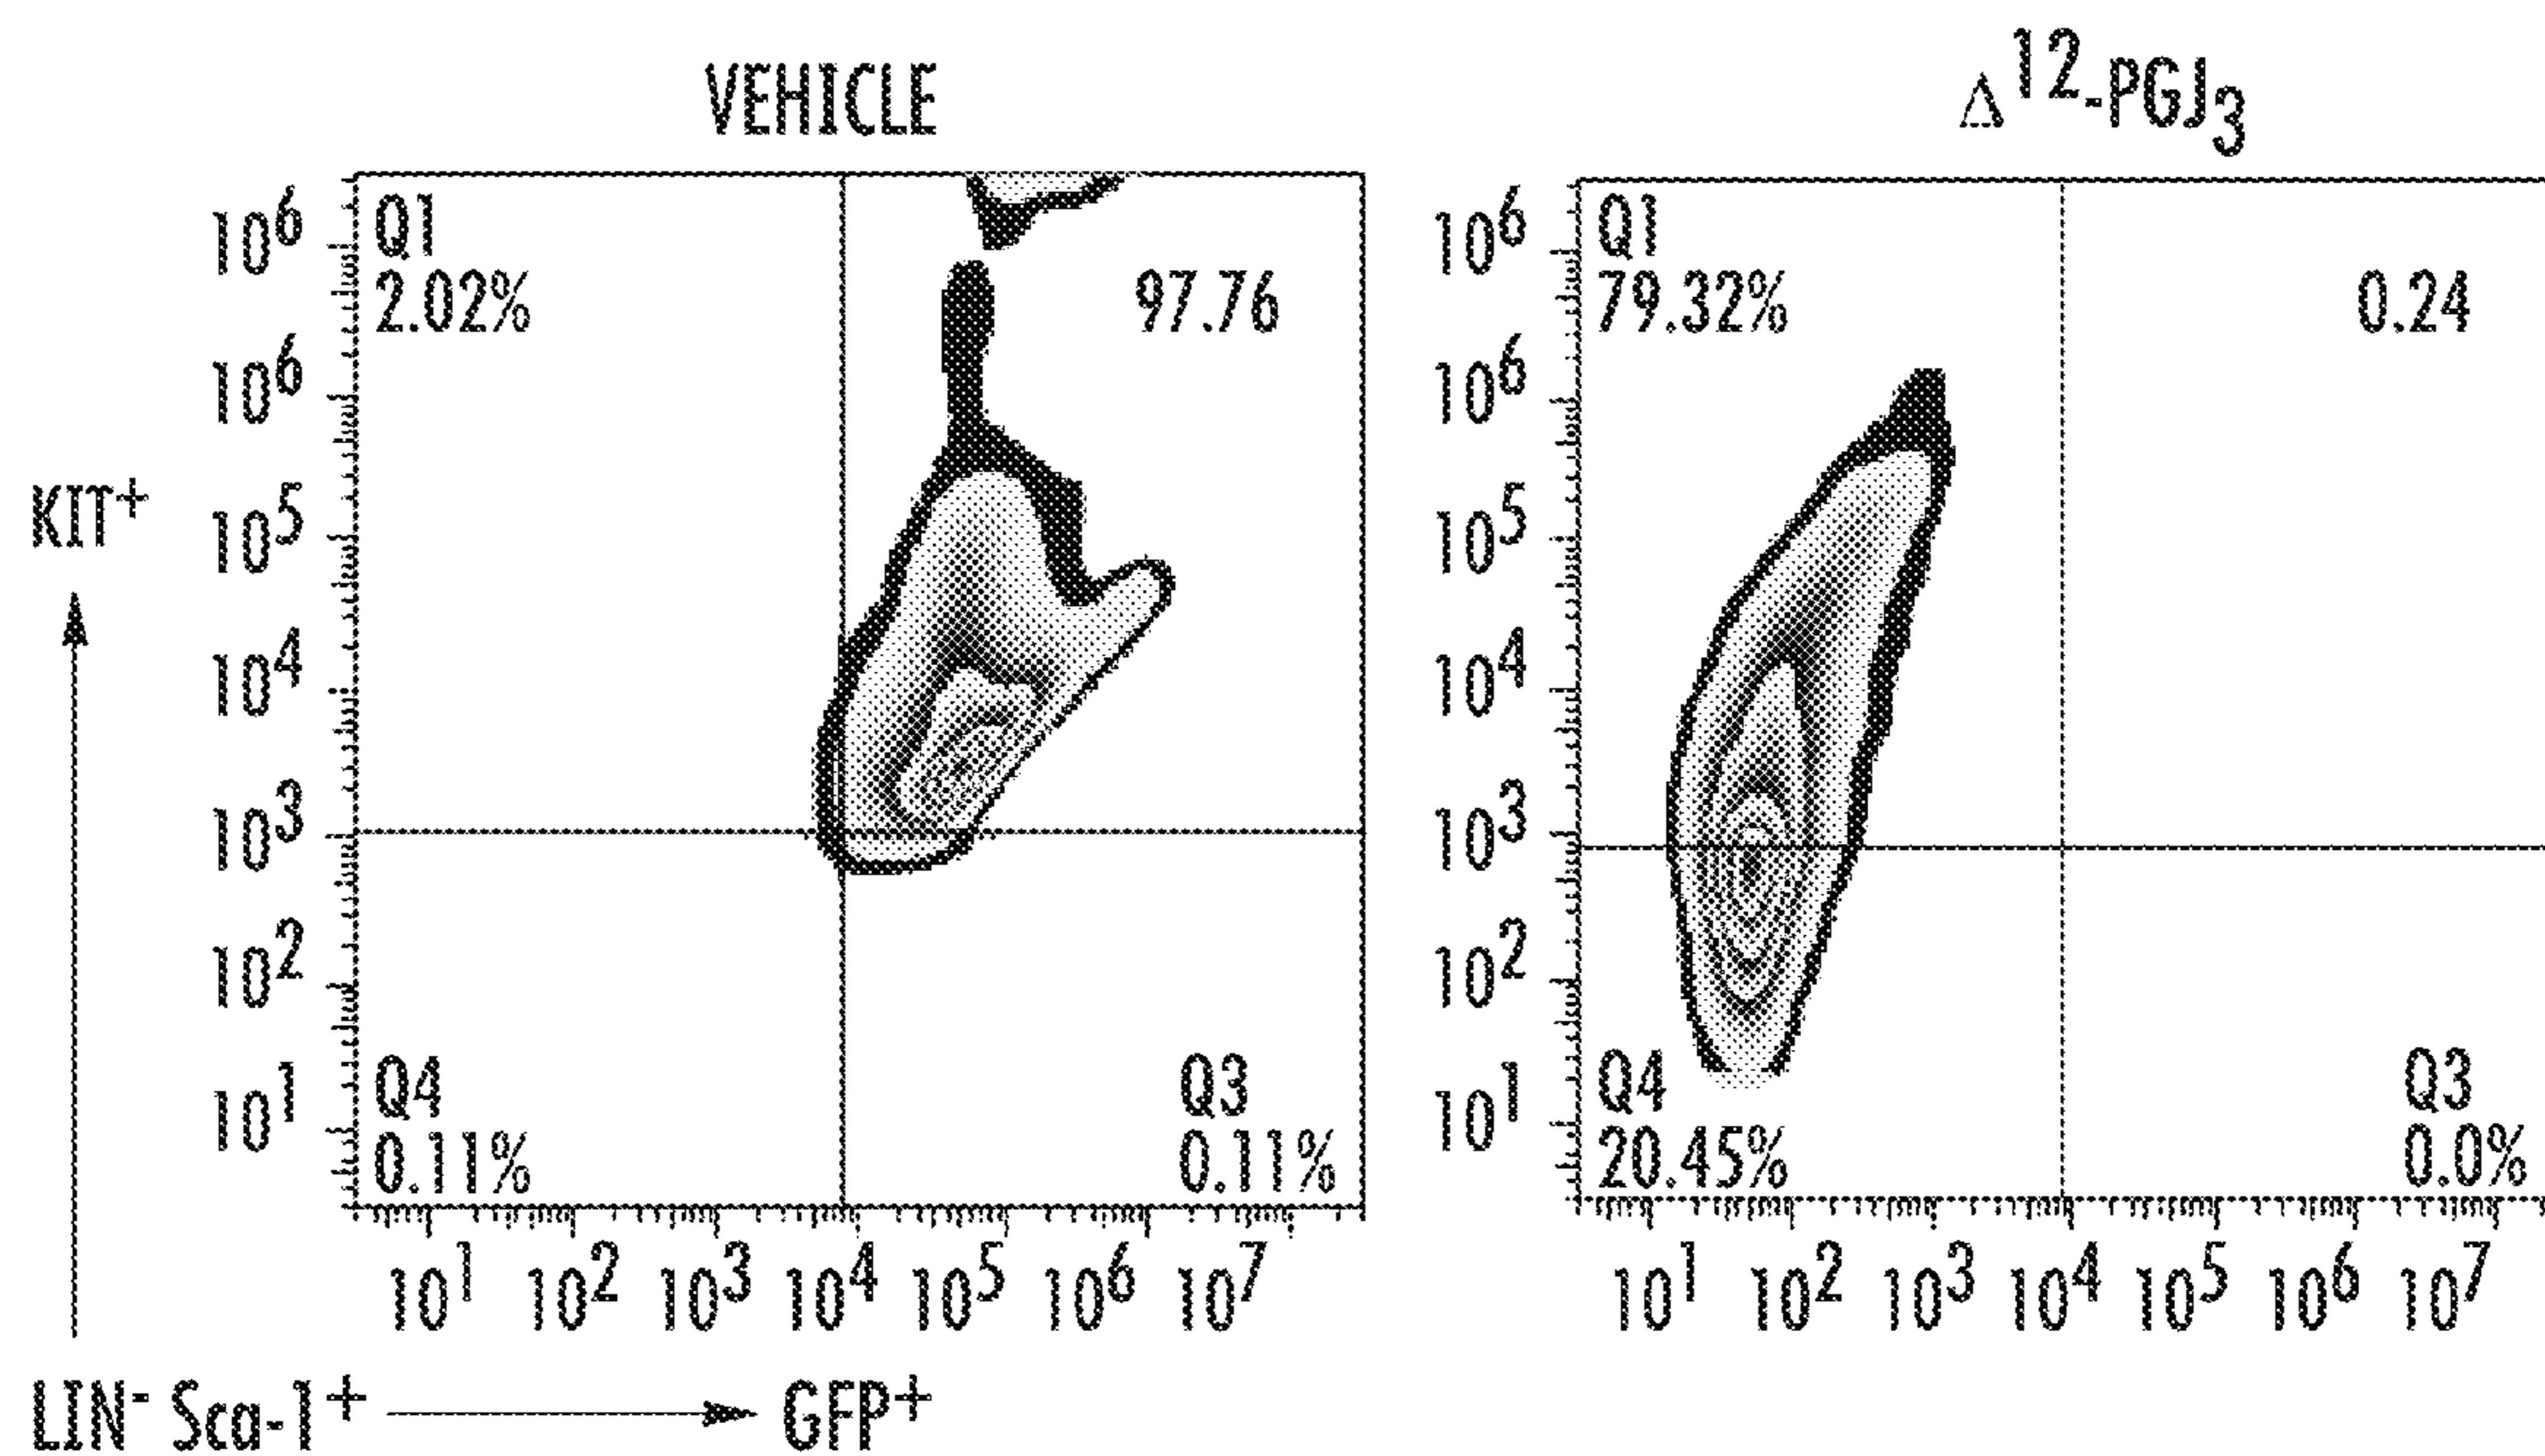 VEHICLE
Δ12-PGJ3
KIT+
106
106
105
104
103
102
101
Q1
2.02%
97.76
Q4
0.11%
Q3
0.11%
101 102 103 104 105 106 107
106
106
105
104
103
102
101
Q1
79.32%
0.24
Q4
20.45%
Q3
0.0%
101 102 103 104 105 106 107
LIN- Sca-1+
GFP+